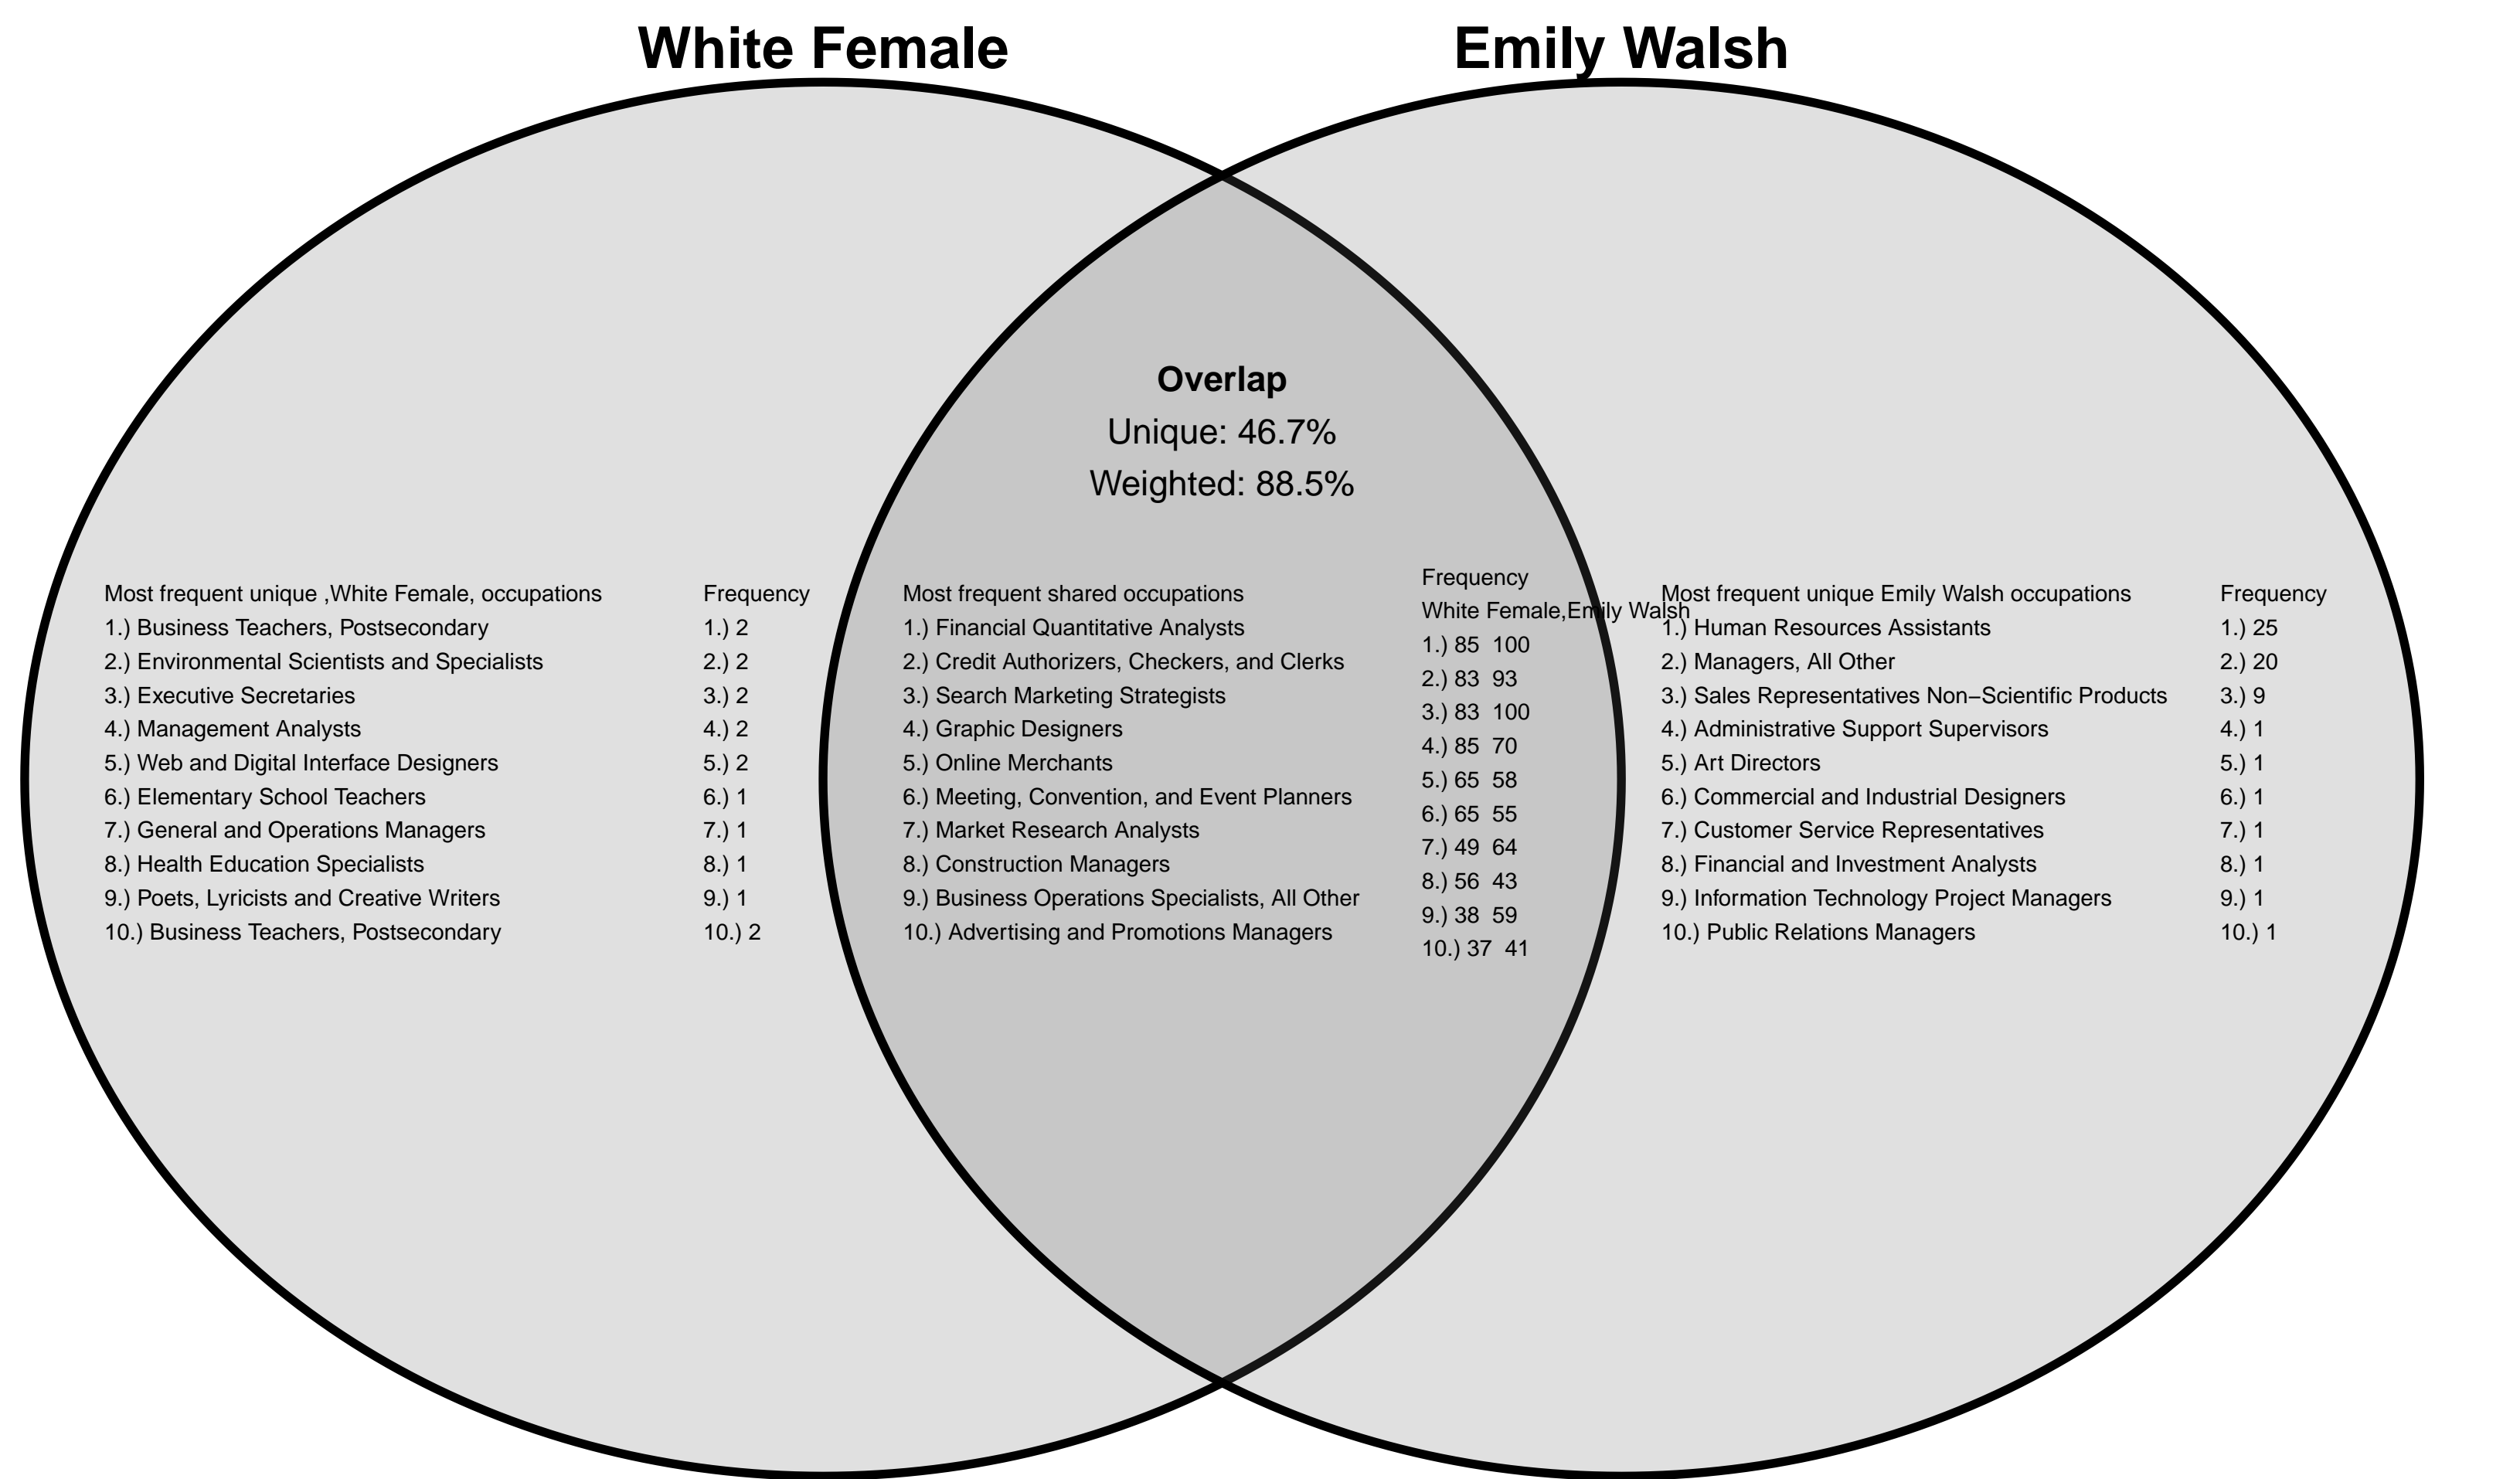 White Female
Emily Walsh
Overlap
Unique: 46.7%
Weighted: 88.5%
Most frequent unique ,White Female, occupations
1.) Business Teachers, Postsecondary
2.) Environmental Scientists and Specialists
3.) Executive Secretaries
4.) Management Analysts
5.) Web and Digital Interface Designers
6.) Elementary School Teachers
7.) General and Operations Managers
8.) Health Education Specialists
9.) Poets, Lyricists and Creative Writers
10.) Business Teachers, Postsecondary
Frequency
1.) 2
2.) 2
3.) 2
4.) 2
5.) 2
6.) 1
7.) 1
8.) 1
9.) 1
10.) 2
Most frequent shared occupations
1.) Financial Quantitative Analysts
2.) Credit Authorizers, Checkers, and Clerks
3.) Search Marketing Strategists
4.) Graphic Designers
5.) Online Merchants
6.) Meeting, Convention, and Event Planners
7.) Market Research Analysts
8.) Construction Managers
9.) Business Operations Specialists, All Other
10.) Advertising and Promotions Managers
Frequency
White Female,Emily Walsh
1.) 85  100
2.) 83  93
3.) 83  100
4.) 85  70
5.) 65  58
6.) 65  55
7.) 49  64
8.) 56  43
9.) 38  59
10.) 37  41
Most frequent unique Emily Walsh occupations
1.) Human Resources Assistants
2.) Managers, All Other
3.) Sales Representatives Non−Scientific Products
4.) Administrative Support Supervisors
5.) Art Directors
6.) Commercial and Industrial Designers
7.) Customer Service Representatives
8.) Financial and Investment Analysts
9.) Information Technology Project Managers
10.) Public Relations Managers
Frequency
1.) 25
2.) 20
3.) 9
4.) 1
5.) 1
6.) 1
7.) 1
8.) 1
9.) 1
10.) 1